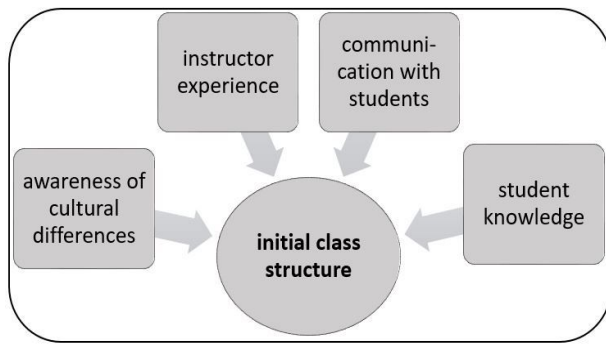 instructor
experience
communi-
cation with
students
awareness of
cultural
differences
student
knowledge
initial class
structure